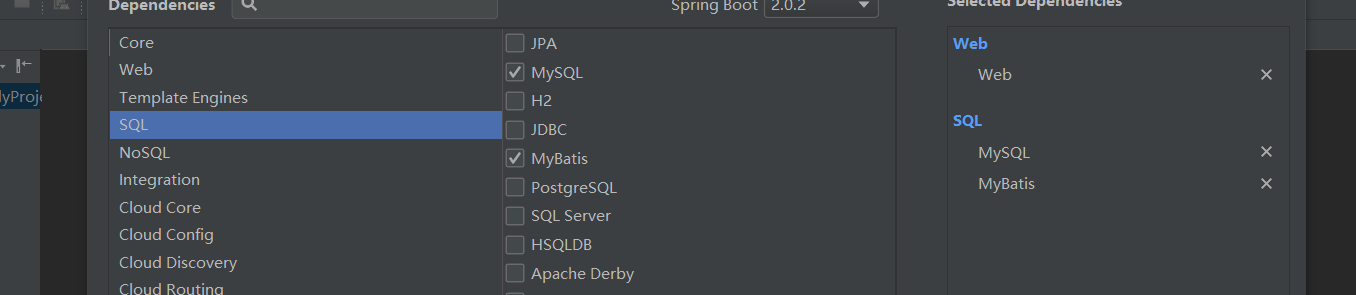 Dependencies
Spring Boot 2.0.2
Selected Dependencies
Core
Web
Template Engines
SQL
NoSQL
Integration
Cloud Core
Cloud Config
Cloud Discovery
Cloud Routing
JPA
MySQL
H2
JDBC
MyBatis
PostgreSQL
SQL Server
HSQLDB
Apache Derby
Web
Web
SQL
MySQL
MyBatis